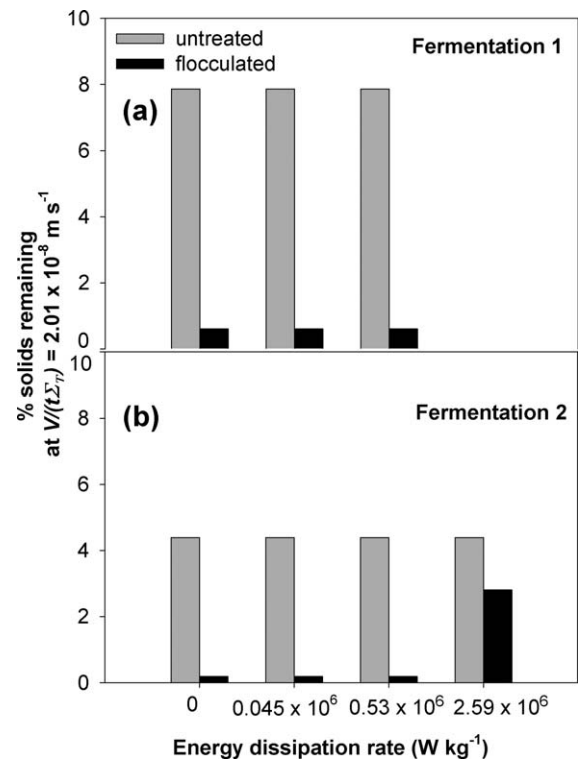 % solids remaining
at V/(tΣ_T) = 2.01 x 10⁻⁸ m s⁻¹
10
8
6
4
2
0
untreated
flocculated
Fermentation 1
(a)
10
8
6
4
2
0
Fermentation 2
(b)
0
0.045 x 10⁶
0.53 x 10⁶
2.59 x 10⁶
Energy dissipation rate (W kg⁻¹)